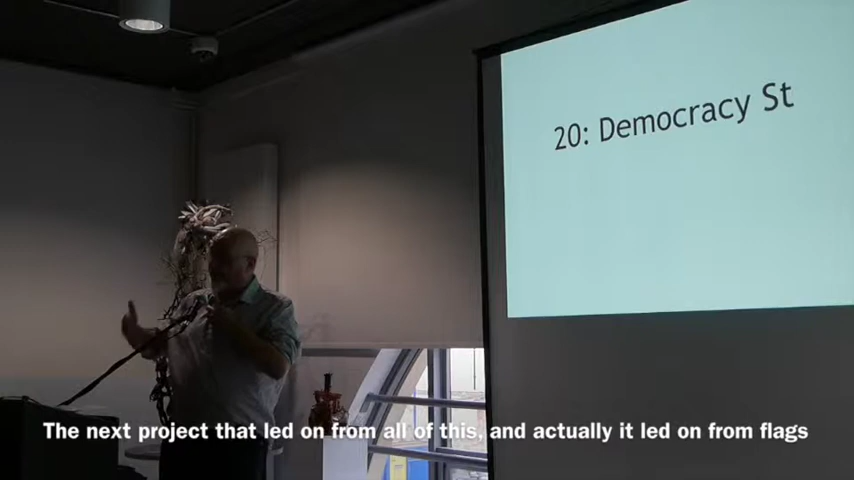 20: Democracy St
The next project that led on from all of this, and actually it led on from flags